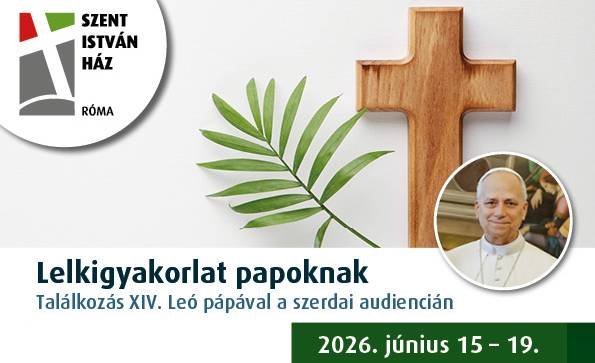 SZENT
ISTVÁN
HÁZ
RÓMA
Lelkigyakorlat papoknak
Találkozás XIV. Leó pápával a szerdai audiencián
2026. június 15 – 19.